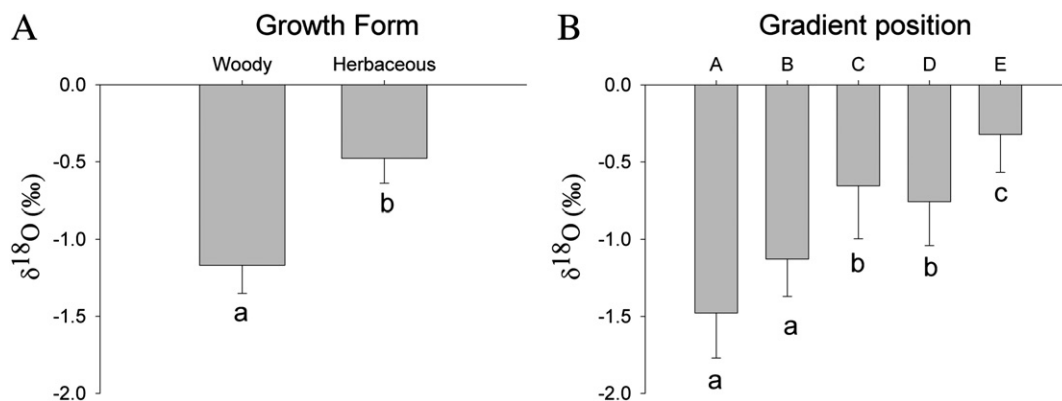 A
Growth Form
Woody Herbaceous
0.0
-0.5
-1.0
-1.5
-2.0
δ18O (‰)
a
b
B
Gradient position
A B C D E
0.0
-0.5
-1.0
-1.5
-2.0
δ18O (‰)
a
a
b
b
c